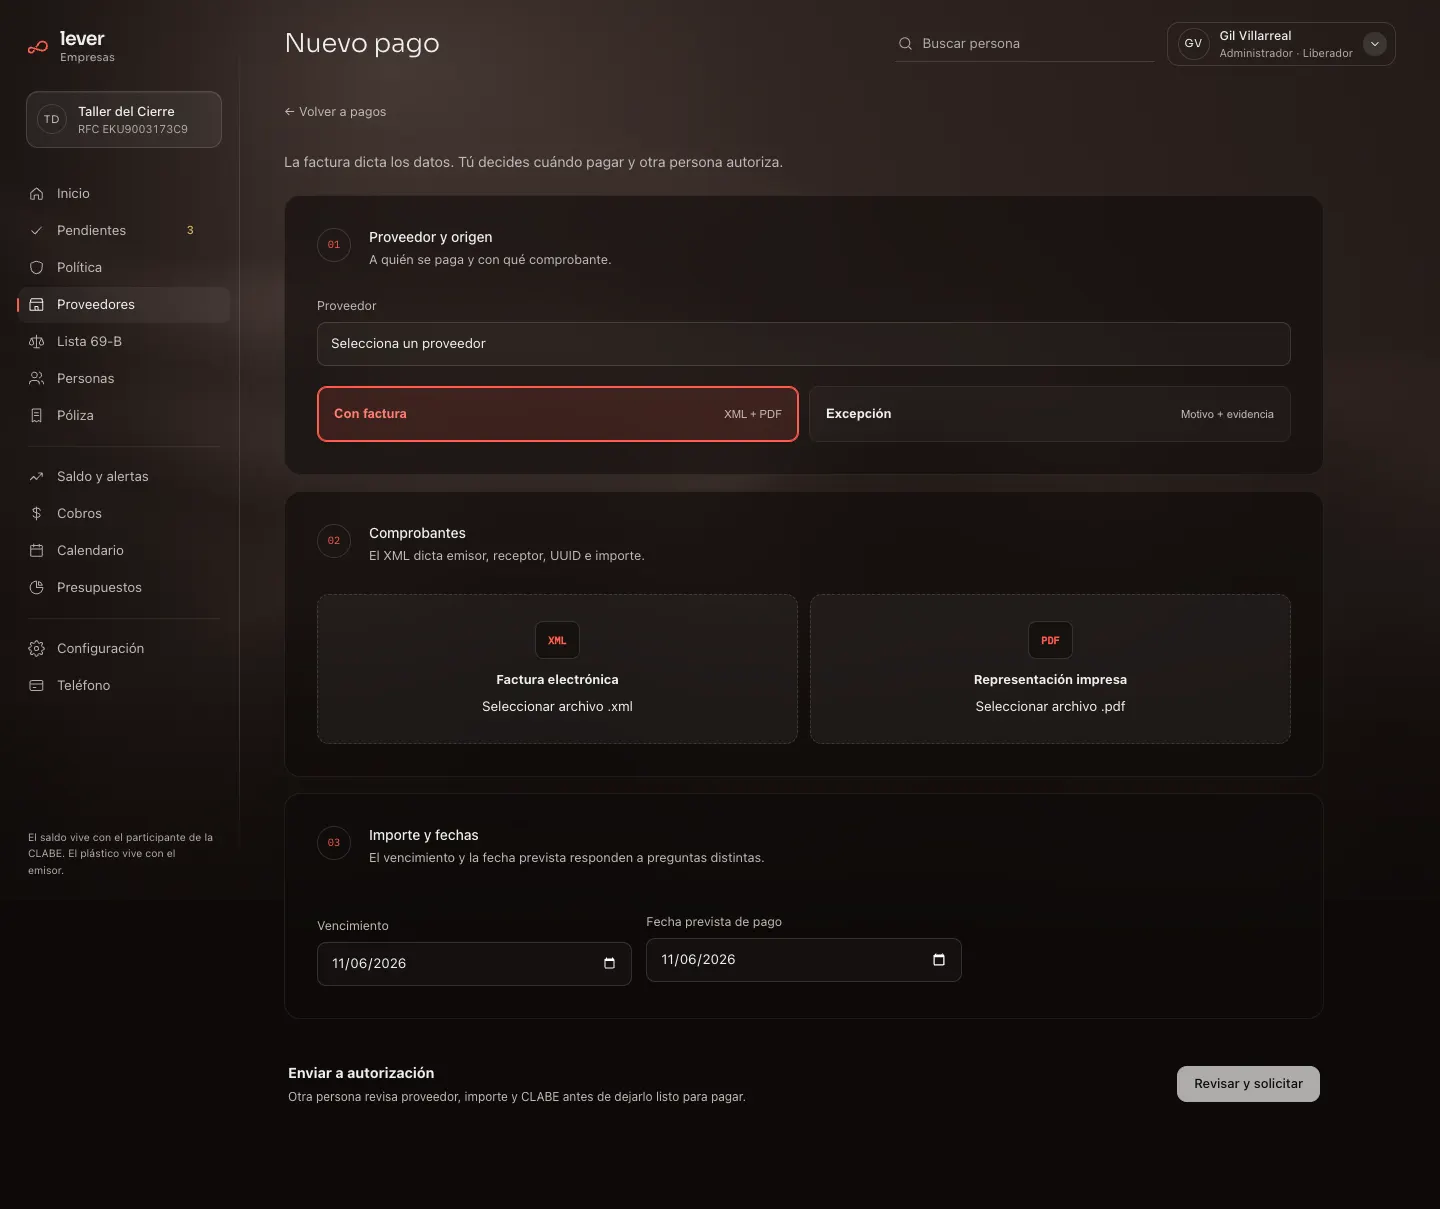 lever
Empresas
Nuevo pago
Buscar persona
GV
Gil Villarreal
Administrador · Liberador
TD
Taller del Cierre
RFC EKU9003173C9
← Volver a pagos
La factura dicta los datos. Tú decides cuándo pagar y otra persona autoriza.
Inicio
Pendientes 3
Política
Proveedores
Lista 69-B
Personas
Póliza
Saldo y alertas
Cobros
Calendario
Presupuestos
Configuración
Teléfono
El saldo vive con el participante de la
CLABE. El plástico vive con el
emisor.
01
Proveedor y origen
A quién se paga y con qué comprobante.
Proveedor
Selecciona un proveedor
Con factura XML + PDF
Excepción Motivo + evidencia
02
Comprobantes
El XML dicta emisor, receptor, UUID e importe.
XML
Factura electrónica
Seleccionar archivo .xml
PDF
Representación impresa
Seleccionar archivo .pdf
03
Importe y fechas
El vencimiento y la fecha prevista responden a preguntas distintas.
Vencimiento
11/06/2026
Fecha prevista de pago
11/06/2026
Enviar a autorización
Otra persona revisa proveedor, importe y CLABE antes de dejarlo listo para pagar.
Revisar y solicitar